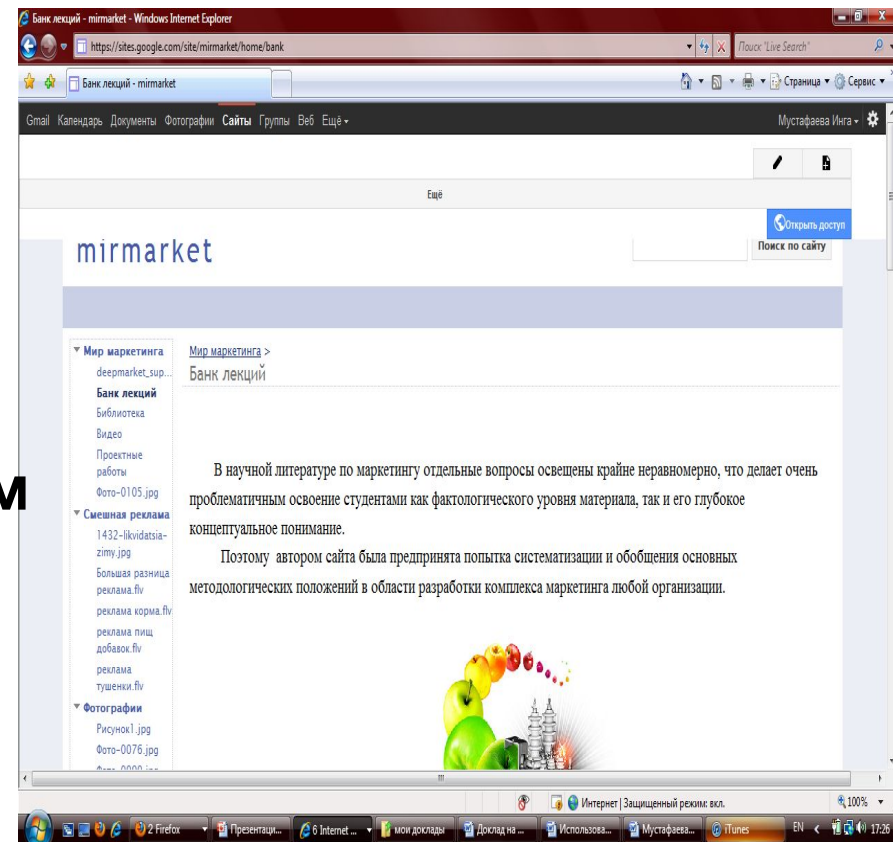 Банк лекций - mirmarket - Windows Internet Explorer
https://sites.google.com/site/mirmarket/home/bank
Поиск "Live Search"
Банк лекций - mirmarket
Страница
Сервис
Gmail Календарь Документы Фотографии Сайты Группы Веб Ещё
Мустафаева Инга
Ещё
Открыть доступ
mirmarket
Поиск по сайту
Мир маркетинга
deepmarket_sup...
Банк лекций
Библиотека
Видео
Проектные
работы
Фото-0105.jpg
Смешная реклама
1432-likvidatsia-
zimy.jpg
Большая разница
реклама.flv
реклама корма.flv
реклама пищ
добавок.flv
реклама
тушенки.flv
Фотографии
Рисунок1.jpg
Фото-0076.jpg
Мир маркетинга >
Банк лекций
В научной литературе по маркетингу отдельные вопросы освещены крайне неравномерно, что делает очень
проблематичным освоение студентами как фактологического уровня материала, так и его глубокое
концептуальное понимание.
Поэтому автором сайта была предпринята попытка систематизации и обобщения основных
методологических положений в области разработки комплекса маркетинга любой организации.
м
Интернет | Защищенный режим: вкл.
100%
2 Firefox
Презентаци...
6 Internet ...
мои доклады
Доклад на ...
Использова...
Мустафаева...
iTunes
EN
17:26